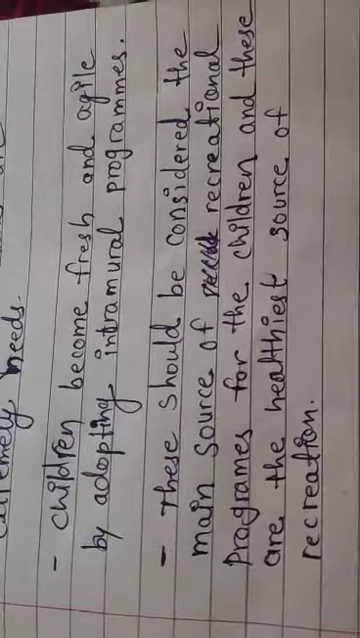 extremely needs.
- children become fresh and agile
by adopting intramural programmes.
- these should be considered the
main source of recreational
programes for the children and these
are the healthiest source of
recreation.